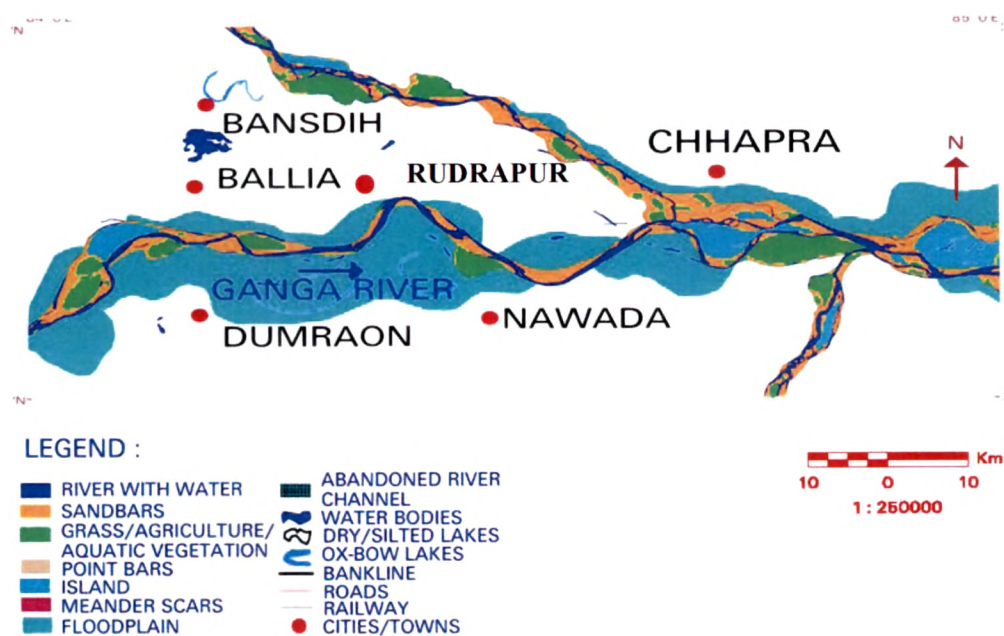 BANSDIH
CHHAPRA
BALLIA
RUDRAPUR
N
GANGA RIVER
DUMRAON
NAWADA
LEGEND :
RIVER WITH WATER
SANDBARS
GRASS/AGRICULTURE/
AQUATIC VEGETATION
POINT BARS
ISLAND
MEANDER SCARS
FLOODPLAIN
ABANDONED RIVER
CHANNEL
WATER BODIES
DRY/SILTED LAKES
OX-BOW LAKES
BANKLINE
ROADS
RAILWAY
CITIES/TOWNS
Km
10 0 10
1 : 250000